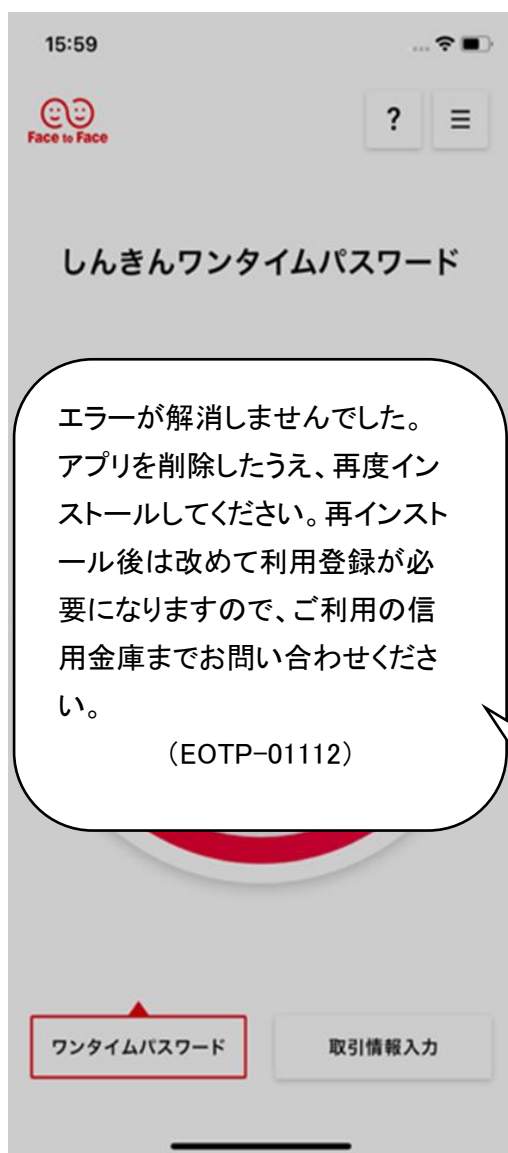 15:59
Face to Face
?
しんきんワンタイムパスワード
エラーが解消しませんでした。
アプリを削除したうえ、再度イン
ストールしてください。再インスト
ール後は改めて利用登録が必
要になりますので、ご利用の信
用金庫までお問い合わせくださ
い。
（EOTP-01112）
ワンタイムパスワード
取引情報入力